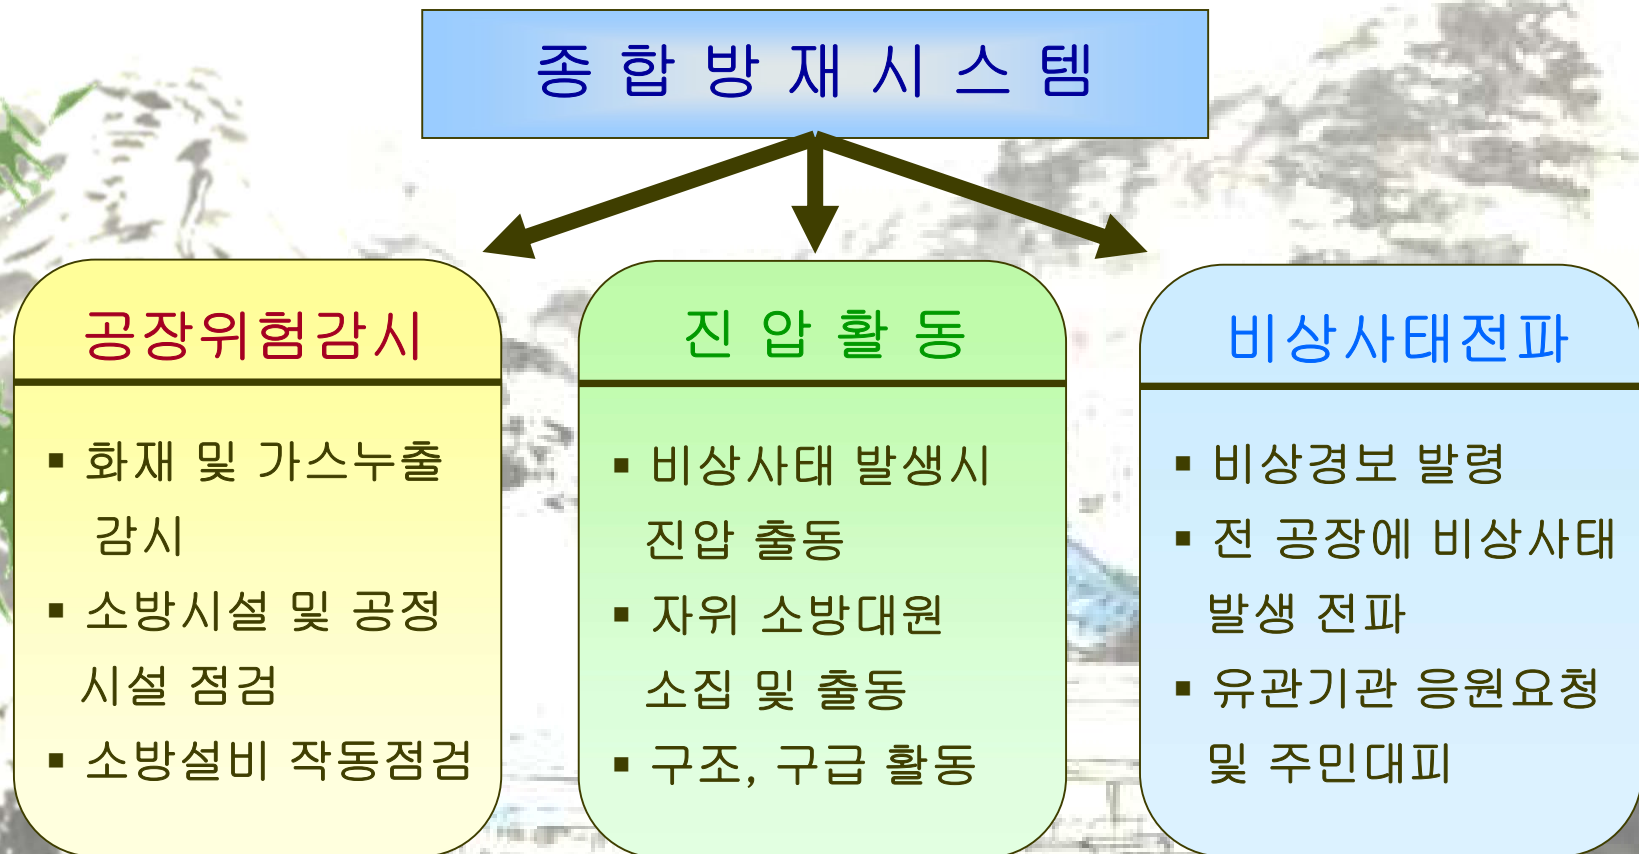 종 합 방 재 시 스 템
공장위험감시
▪ 화재 및 가스누출
감시
▪ 소방시설 및 공정
시설 점검
▪ 소방설비 작동점검
진 압 활 동
▪ 비상사태 발생시
진압 출동
▪ 자위 소방대원
소집 및 출동
▪ 구조, 구급 활동
비상사태전파
▪ 비상경보 발령
▪ 전 공장에 비상사태
발생 전파
▪ 유관기관 응원요청
및 주민대피